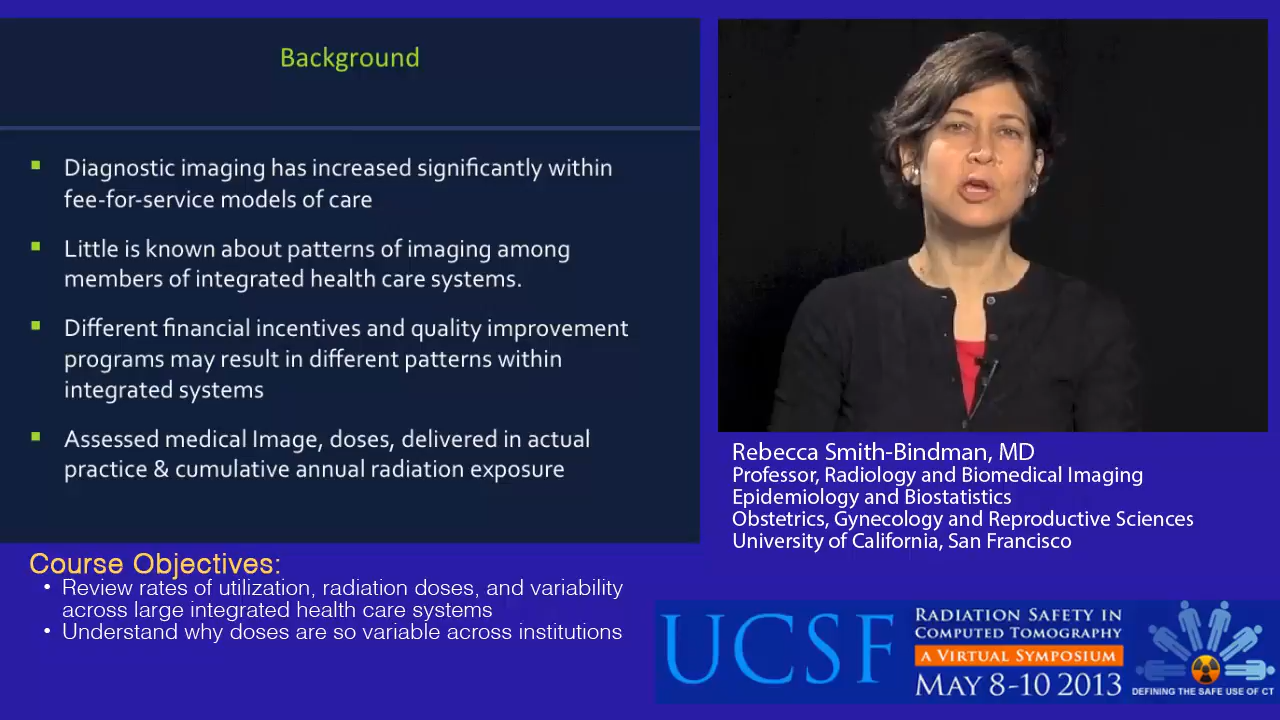 Background
Diagnostic imaging has increased significantly within
fee-for-service models of care
Little is known about patterns of imaging among
members of integrated health care systems.
Different financial incentives and quality improvement
programs may result in different patterns within
integrated systems
Assessed medical Image, doses, delivered in actual
practice & cumulative annual radiation exposure
Rebecca Smith-Bindman, MD
Professor, Radiology and Biomedical Imaging
Epidemiology and Biostatistics
Obstetrics, Gynecology and Reproductive Sciences
University of California, San Francisco
Course Objectives:
• Review rates of utilization, radiation doses, and variability
across large integrated health care systems
• Understand why doses are so variable across institutions
UCSF
RADIATION SAFETY IN
COMPUTED TOMOGRAPHY
A VIRTUAL SYMPOSIUM
MAY 8-10 2013
DEFINING THE SAFE USE OF CT